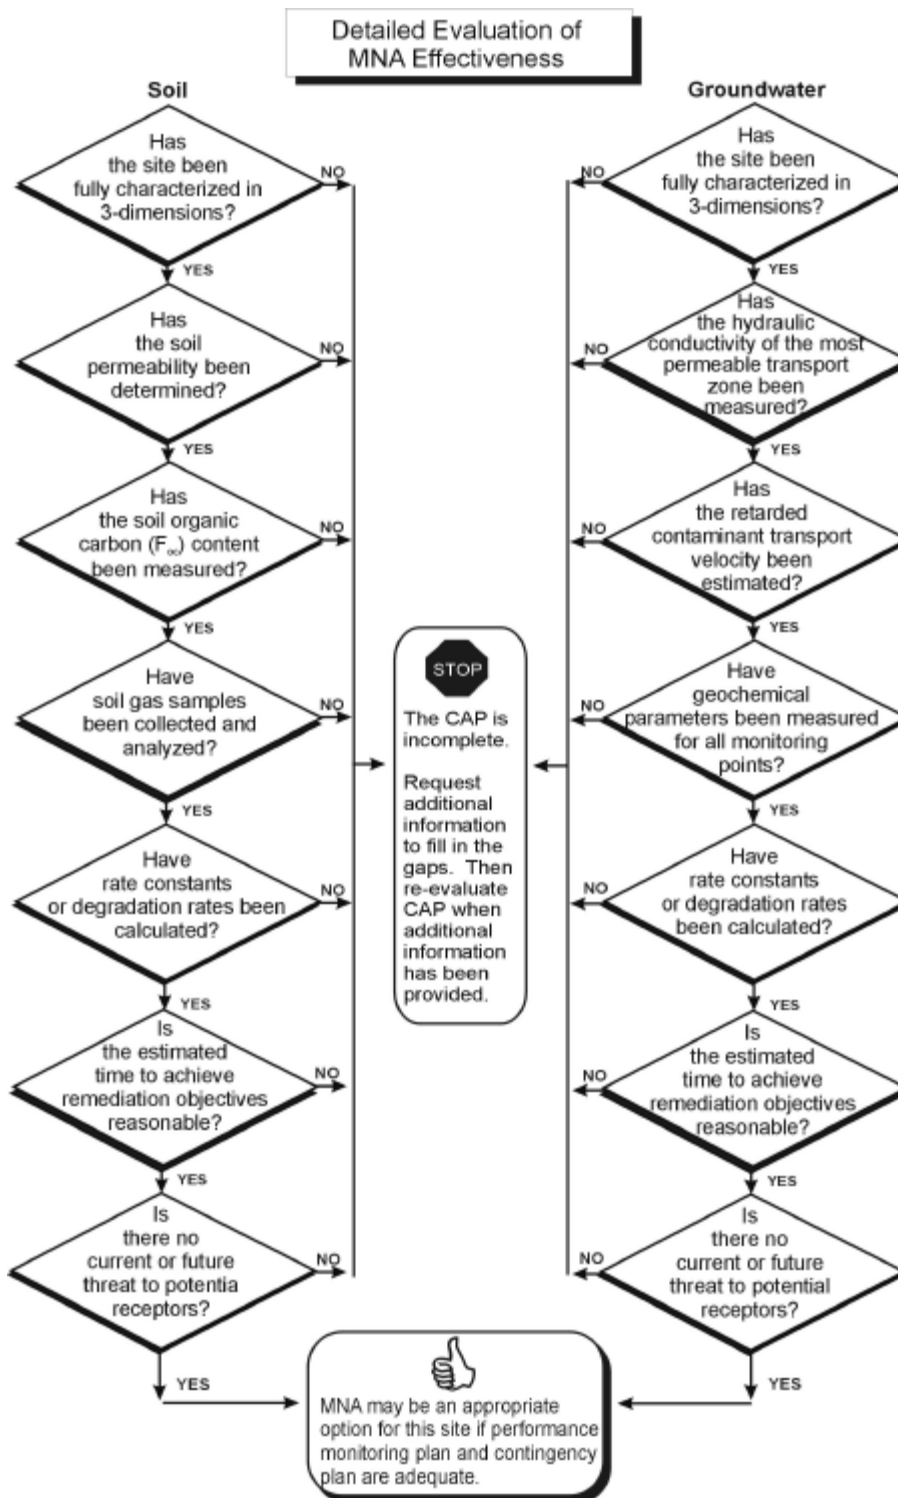 Detailed Evaluation of
MNA Effectiveness
Soil
Has
the site been
fully characterized in
3-dimensions?
NO
YES
Has
the soil
permeability been
determined?
NO
YES
Has
the soil organic
carbon (F∞) content
been measured?
NO
YES
Have
soil gas samples
been collected and
analyzed?
NO
YES
Have
rate constants
or degradation rates been
calculated?
NO
YES
Is
the estimated
time to achieve
remediation objectives
reasonable?
NO
YES
Is
there no
current or future
threat to potentia
receptors?
NO
YES
STOP
The CAP is
incomplete.
Request
additional
information
to fill in the
gaps. Then
re-evaluate
CAP when
additional
information
has been
provided.
Groundwater
Has
the site been
fully characterized in
3-dimensions?
NO
YES
Has
the hydraulic
conductivity of the most
permeable transport
zone been
measured?
NO
YES
Has
the retarded
contaminant transport
velocity been
estimated?
NO
YES
Have
geochemical
parameters been measured
for all monitoring
points?
NO
YES
Have
rate constants
or degradation rates
been calculated?
NO
YES
Is
the estimated
time to achieve
remediation objectives
reasonable?
NO
YES
Is
there no
current or future
threat to potential
receptors?
NO
YES
MNA may be an appropriate
option for this site if performance
monitoring plan and contingency
plan are adequate.